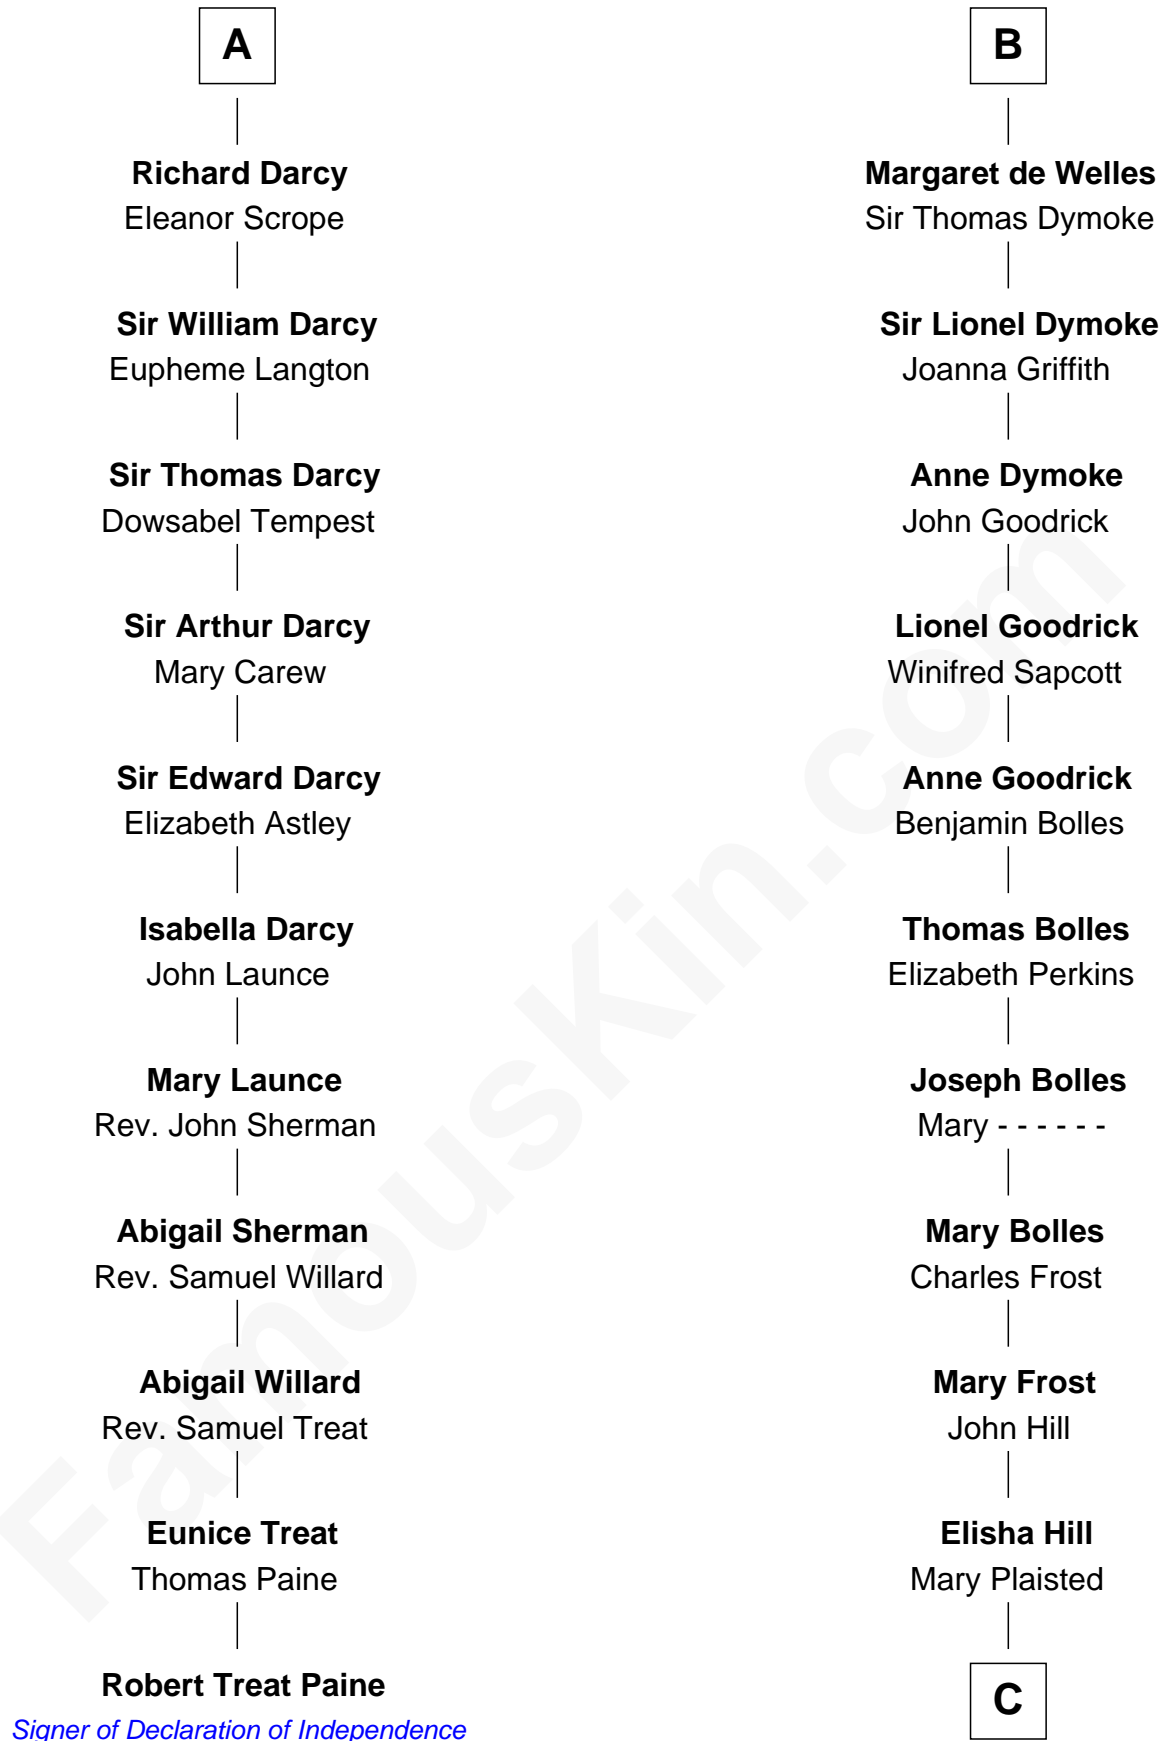 A
Richard Darcy
Eleanor Scrope
Sir William Darcy
Eupheme Langton
Sir Thomas Darcy
Dowsabel Tempest
Sir Arthur Darcy
Mary Carew
Sir Edward Darcy
Elizabeth Astley
Isabella Darcy
John Launce
Mary Launce
Rev. John Sherman
Abigail Sherman
Rev. Samuel Willard
Abigail Willard
Rev. Samuel Treat
Eunice Treat
Thomas Paine
Robert Treat Paine
Signer of Declaration of Independence
B
Margaret de Welles
Sir Thomas Dymoke
Sir Lionel Dymoke
Joanna Griffith
Anne Dymoke
John Goodrick
Lionel Goodrick
Winifred Sapcott
Anne Goodrick
Benjamin Bolles
Thomas Bolles
Elizabeth Perkins
Joseph Bolles
Mary - - - - - -
Mary Bolles
Charles Frost
Mary Frost
John Hill
Elisha Hill
Mary Plaisted
C
FamousKin.com